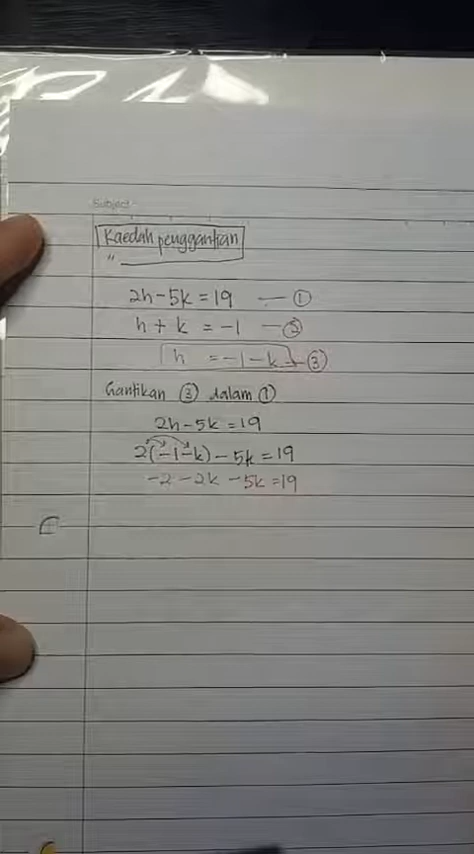 Subject
Kaedah penggantian
"
2h - 5k = 19 — ①
h + k = -1 — ②
h = -1 - k — ③
Gantikan ③ dalam ①
2h - 5k = 19
2(-1 - k) - 5k = 19
-2 - 2k - 5k = 19